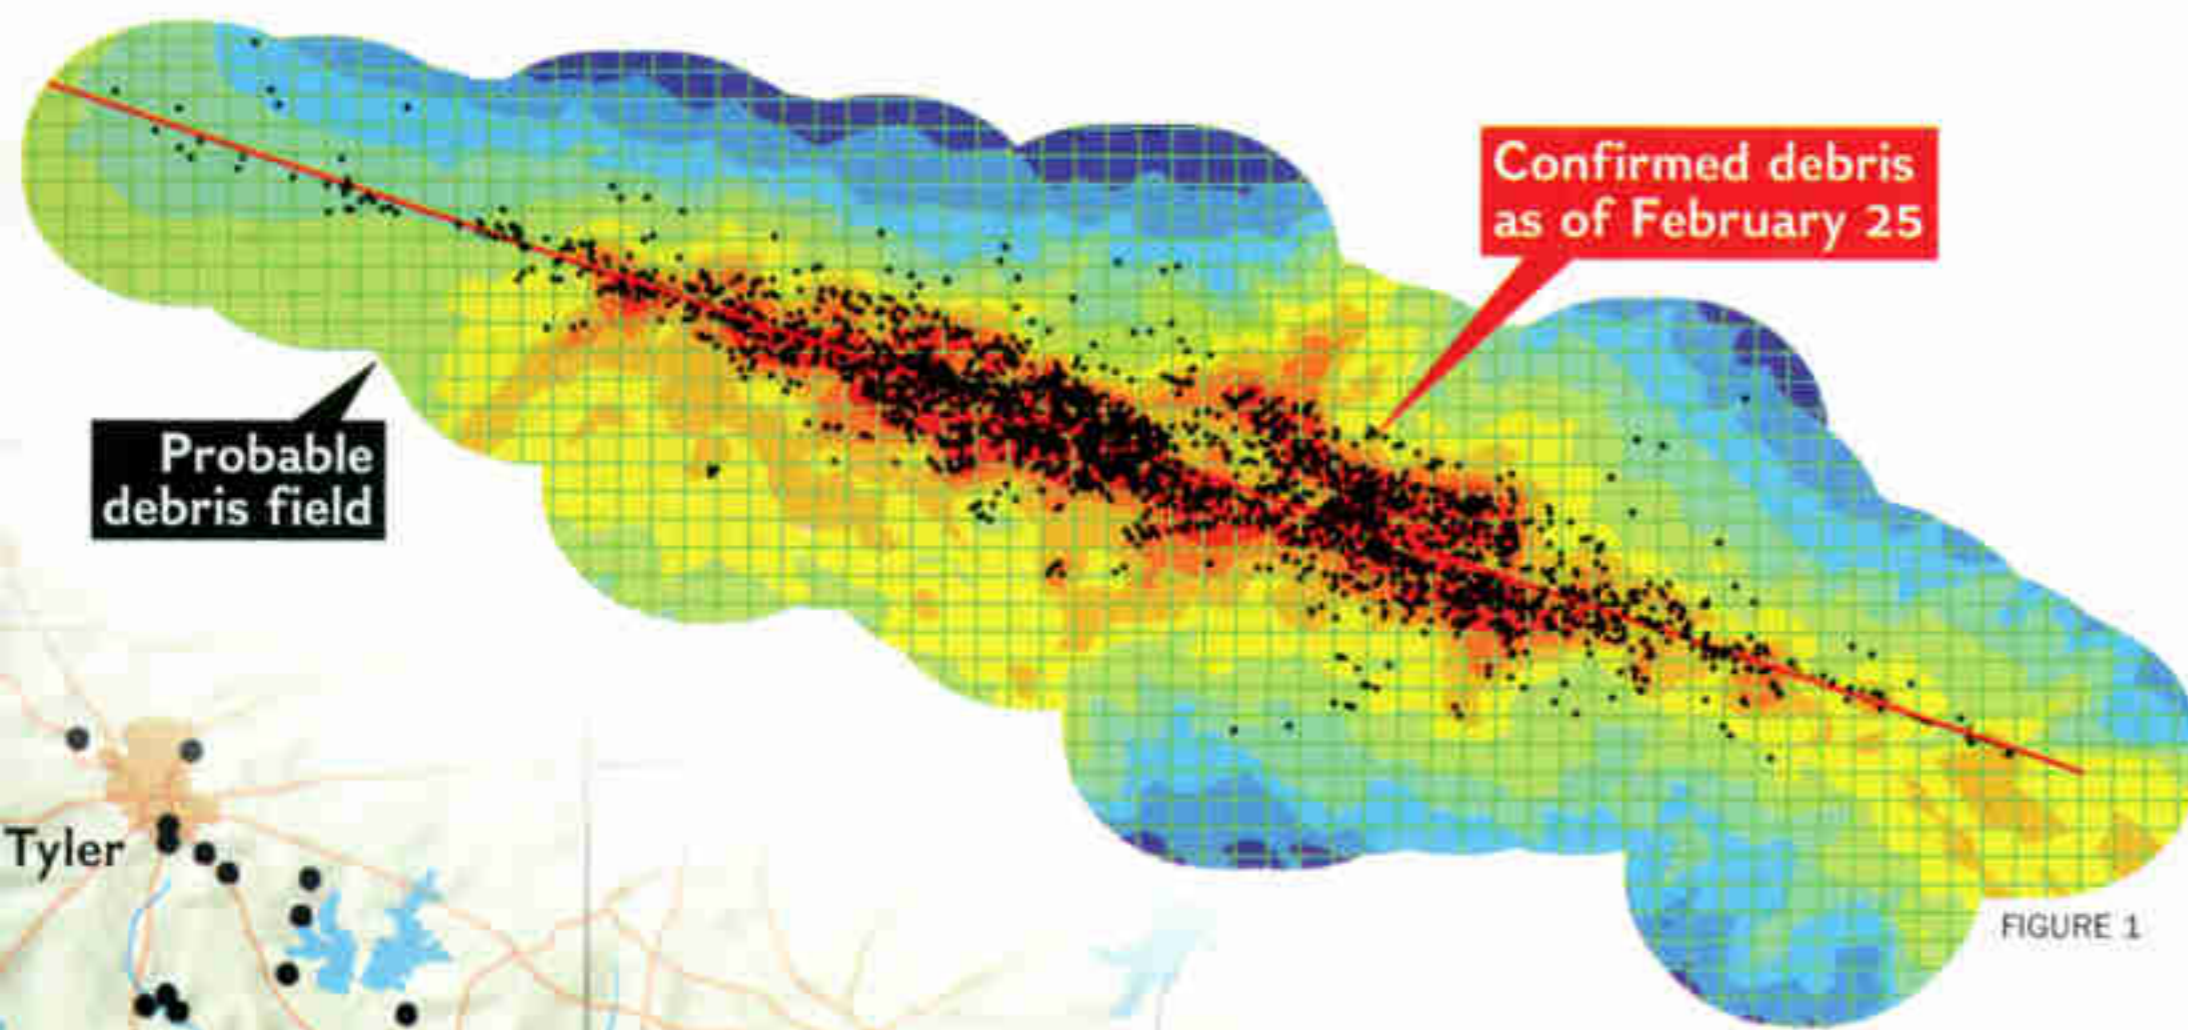 Confirmed debris
as of February 25
Probable
debris field
Tyler
FIGURE 1